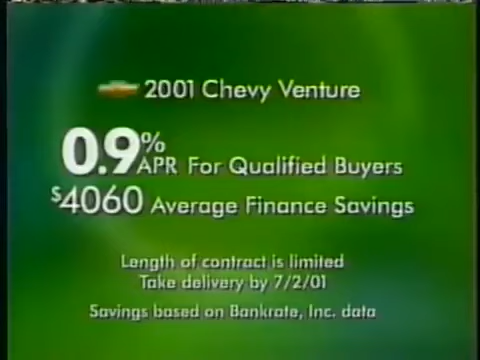 2001 Chevy Venture
0.9% APR For Qualified Buyers
$4060 Average Finance Savings
Length of contract is limited
Take delivery by 7/2/01
Savings based on Bankrate, Inc. data